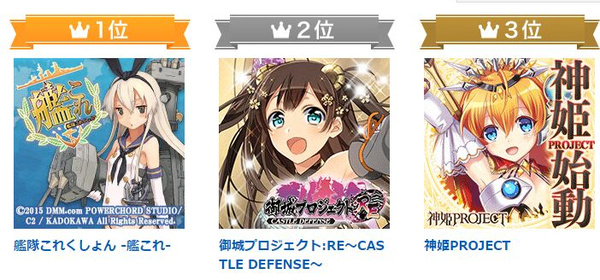 1位
2位
3位
艦これ
©2015 DMM.com POWERCHORD STUDIO/
C2 / KADOKAWA All Rights Reserved.
御城プロジェクト:RE
CASTLE DEFENSE
神姫
PROJECT
始動
神姫PROJECT
艦隊これくしょん -艦これ-
御城プロジェクト:RE～CAS
TLE DEFENSE～
神姫PROJECT